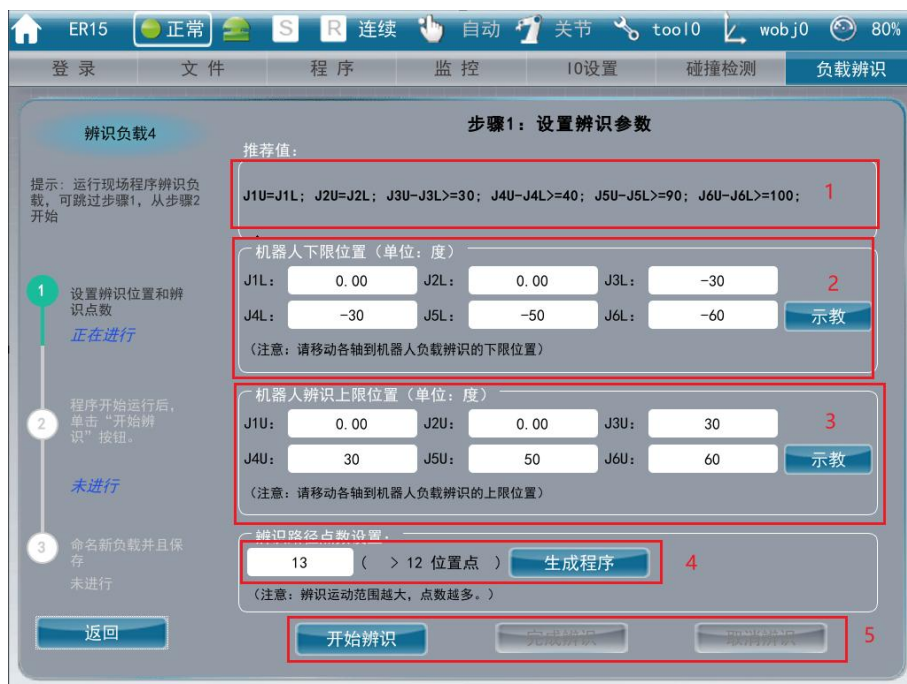 ER15 正常 S R 连续 自动 关节 tool0 wobj0 80%
登录 文件 程序 监控 IO设置 碰撞检测 负载辨识
辨识负载4
提示：运行现场程序辨识负
载，可跳过步骤1，从步骤2
开始
1 设置辨识位置和辨
识点数
正在进行
2 程序开始运行后，
单击“开始辨
识”按钮。
未进行
3 命名新负载并且保
存
未进行
返回
步骤1：设置辨识参数
推荐值：
J1U=J1L；J2U=J2L；J3U-J3L>=30；J4U-J4L>=40；J5U-J5L>=90；J6U-J6L>=100； 1
机器人下限位置（单位：度）
J1L： 0.00 J2L： 0.00 J3L： -30 2
J4L： -30 J5L： -50 J6L： -60 示教
（注意：请移动各轴到机器人负载辨识的下限位置）
机器人辨识上限位置（单位：度）
J1U： 0.00 J2U： 0.00 J3U： 30 3
J4U： 30 J5U： 50 J6U： 60 示教
（注意：请移动各轴到机器人负载辨识的上限位置）
辨识路径点数设置：
13 （ > 12 位置点 ） 生成程序 4
（注意：辨识运动范围越大，点数越多。）
开始辨识 完成辨识 取消辨识 5